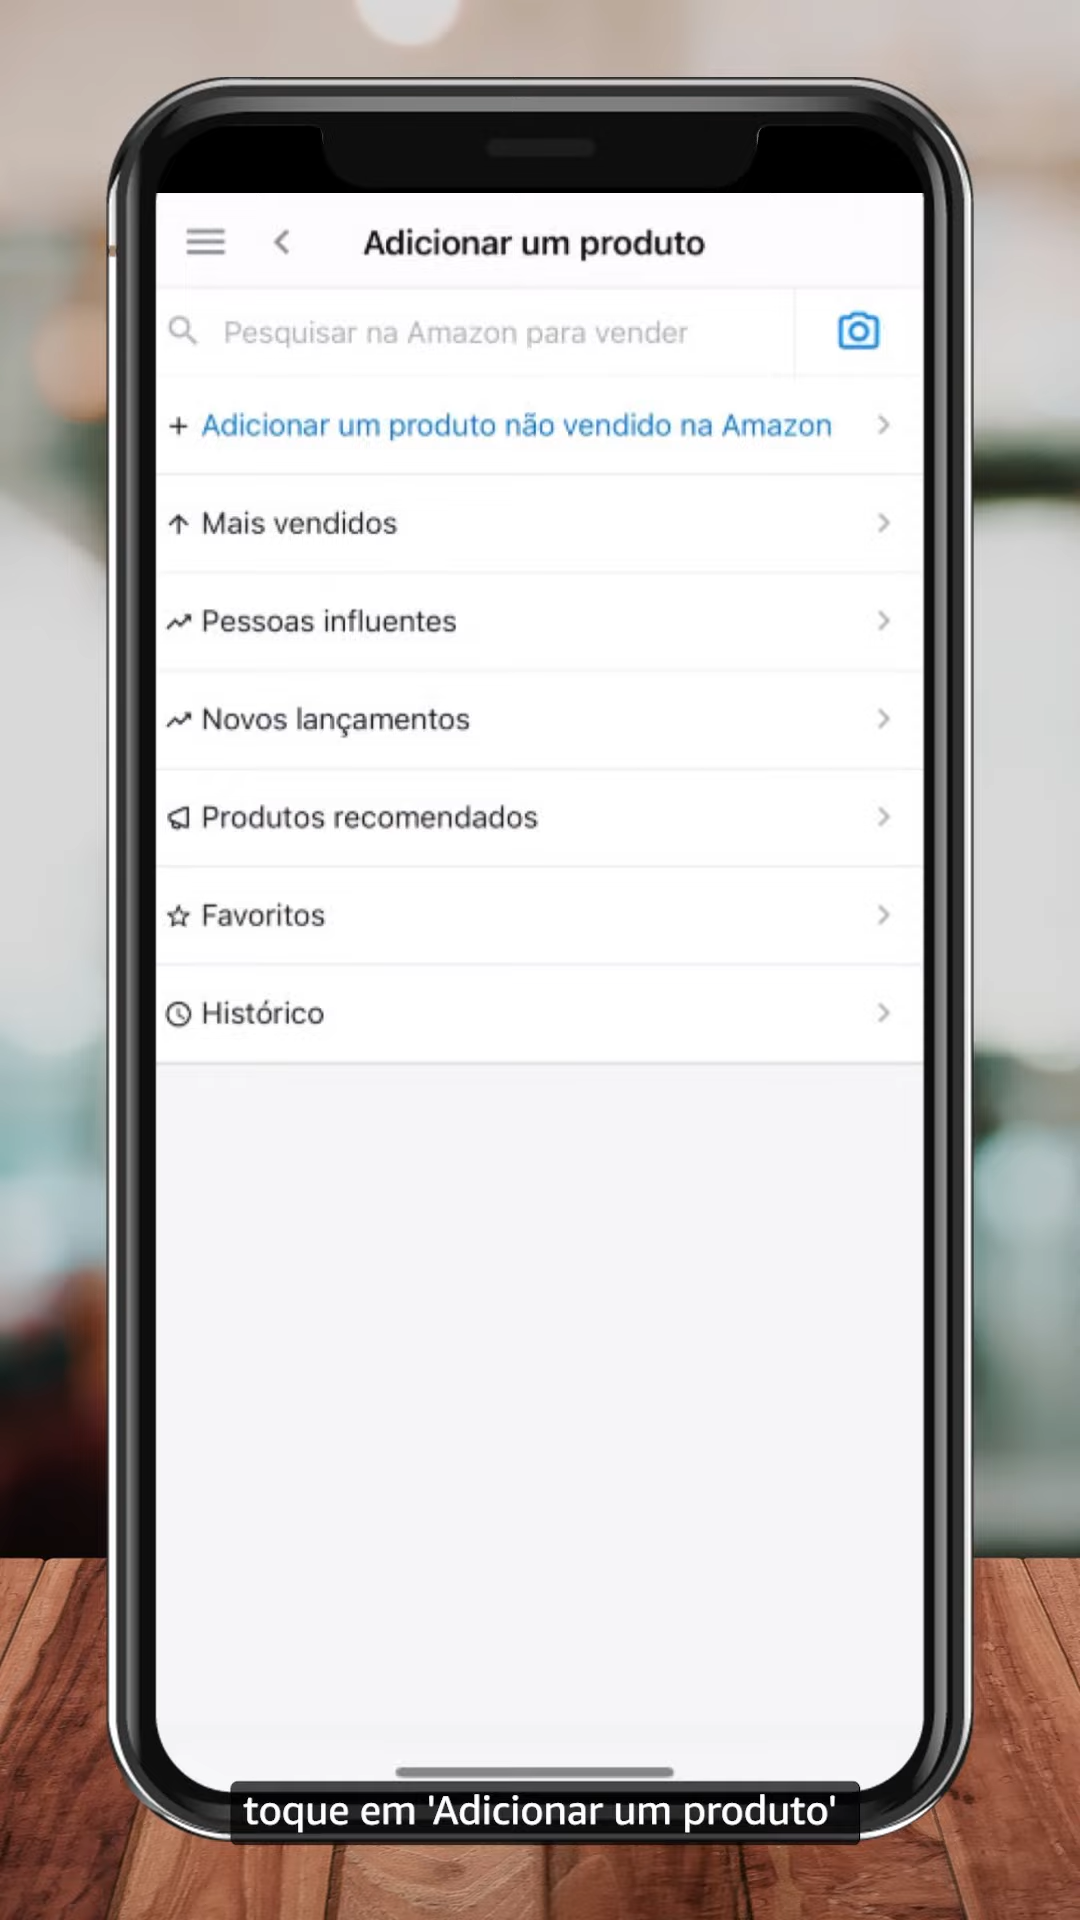 Adicionar um produto
Pesquisar na Amazon para vender
+ Adicionar um produto não vendido na Amazon
Mais vendidos
Pessoas influentes
Novos lançamentos
Produtos recomendados
Favoritos
Histórico
toque em 'Adicionar um produto'